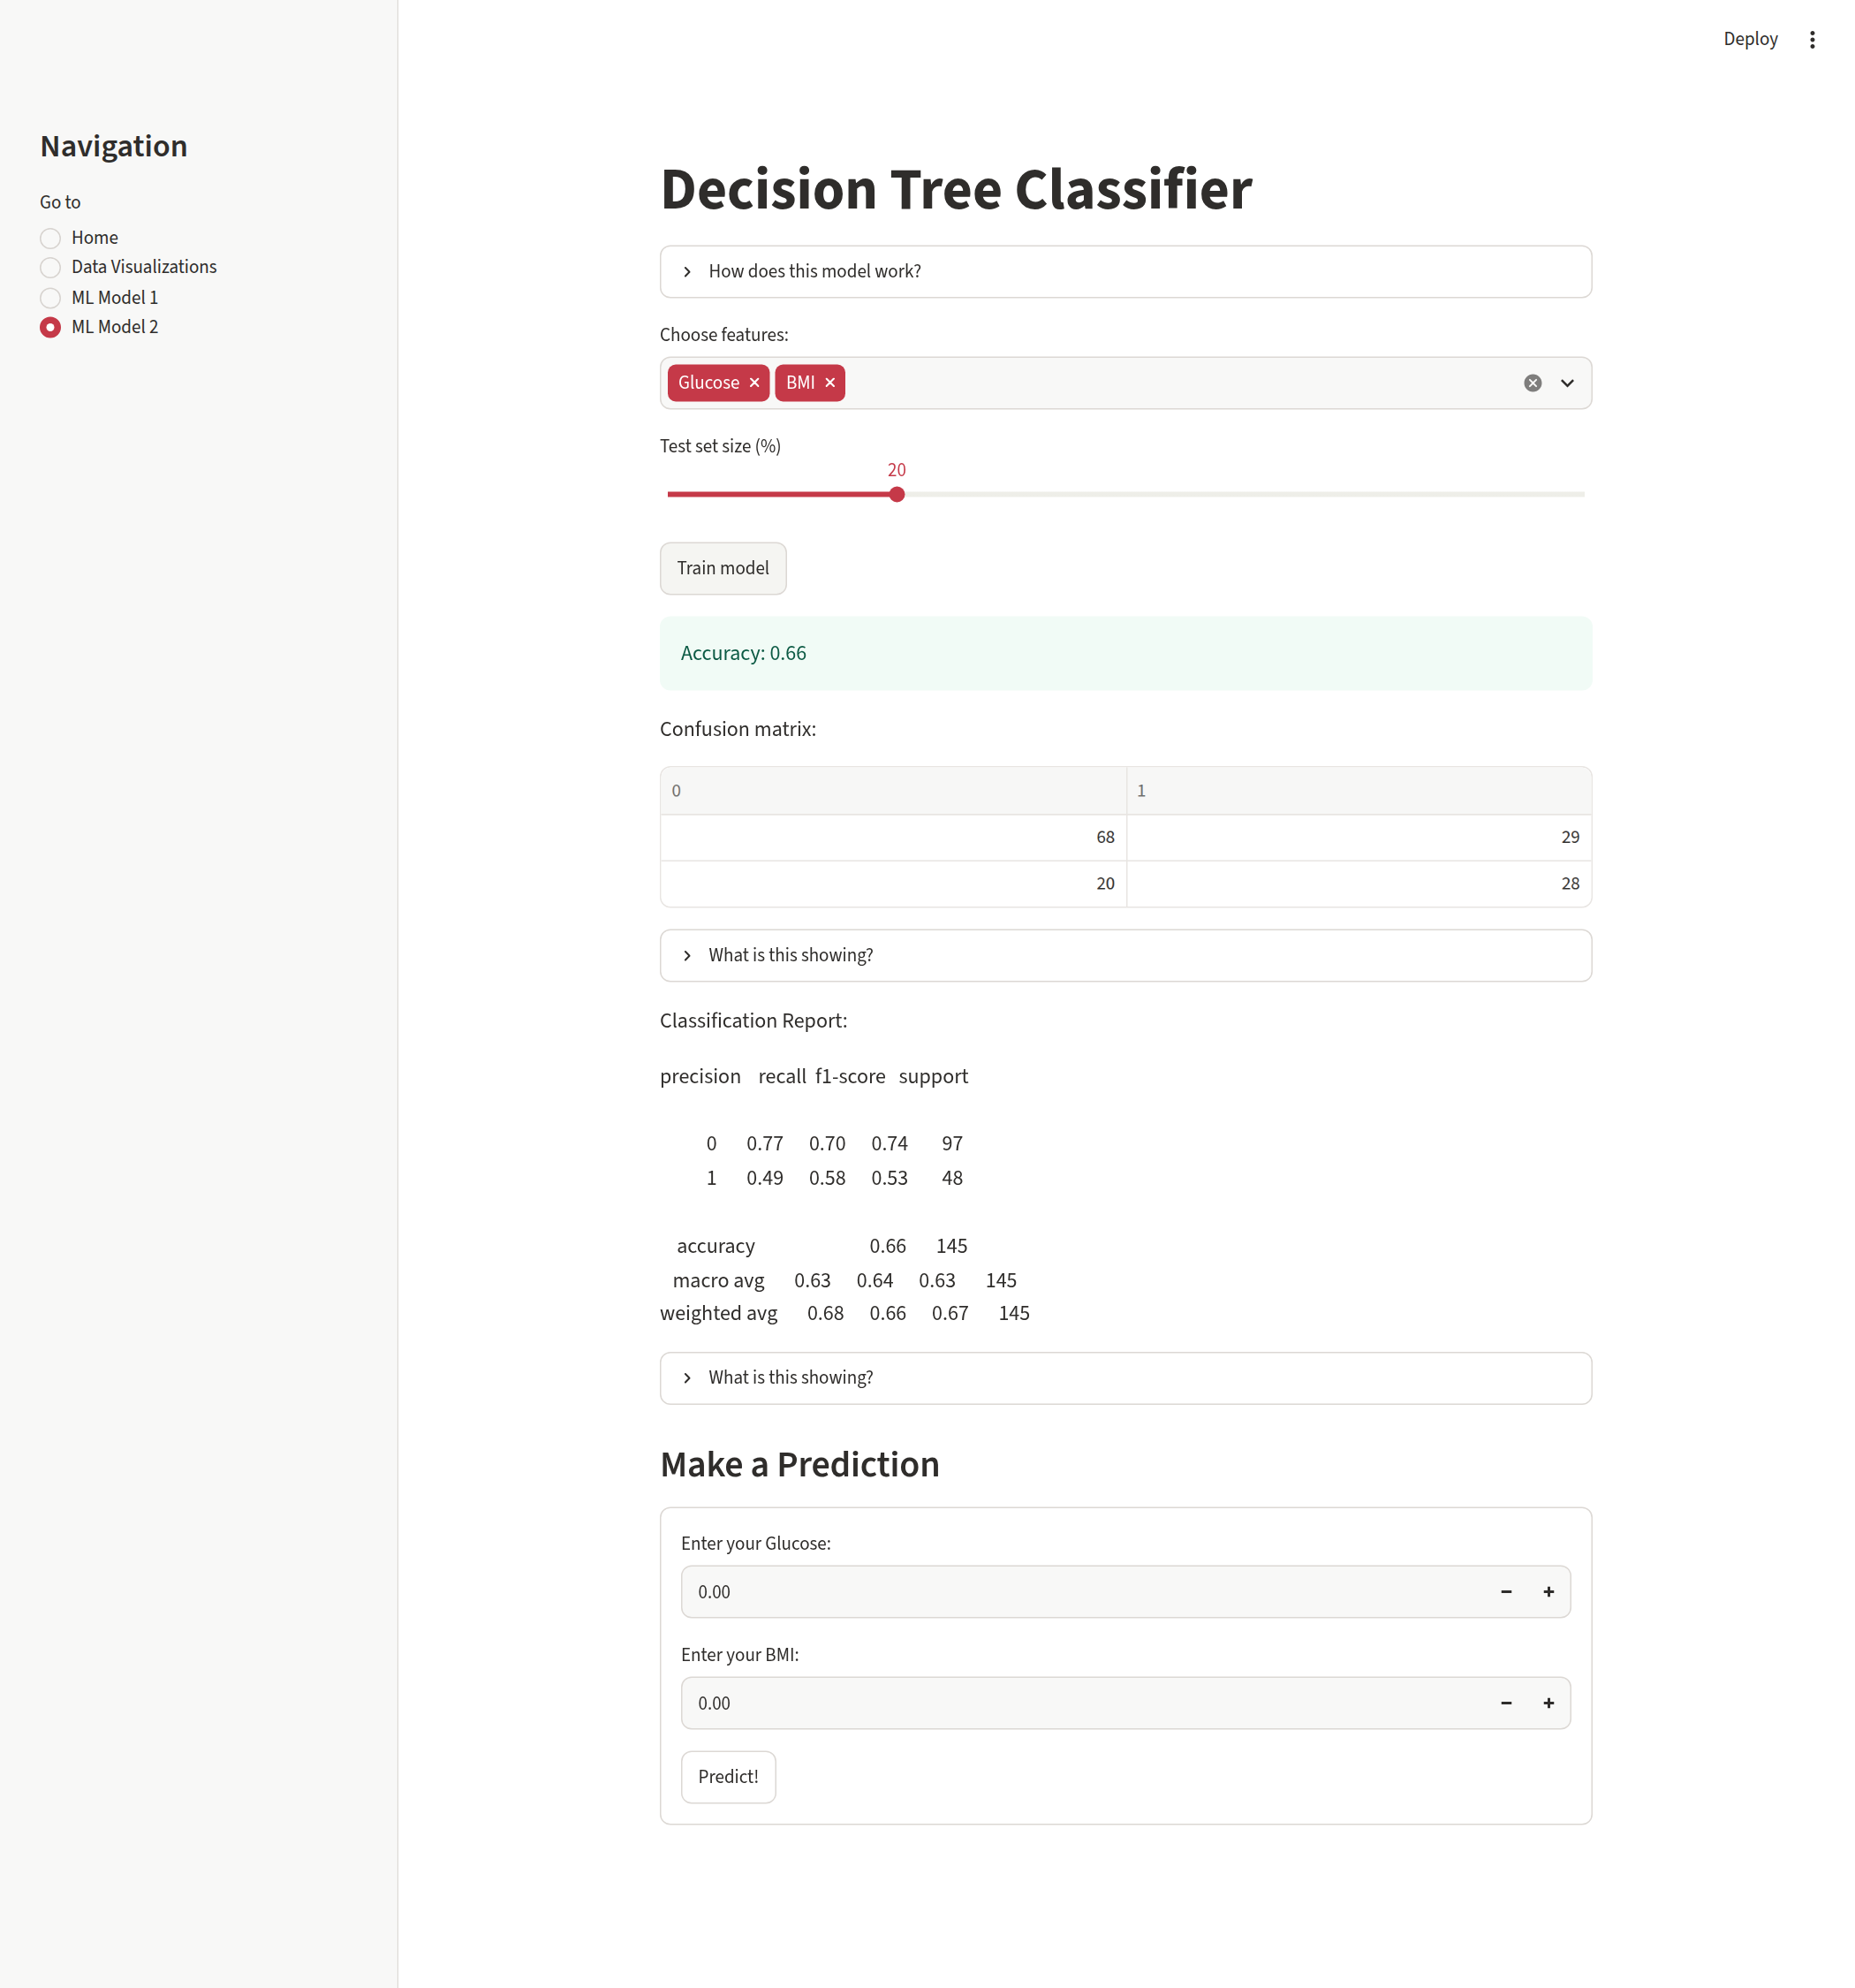 Deploy
Navigation
Go to
Home
Data Visualizations
ML Model 1
ML Model 2
Decision Tree Classifier
How does this model work?
Choose features:
Glucose BMI
Test set size (%)
20
Train model
Accuracy: 0.66
Confusion matrix:
0 1
68 29
20 28
What is this showing?
Classification Report:
precision recall f1-score support
0 0.77 0.70 0.74 97
1 0.49 0.58 0.53 48
accuracy 0.66 145
macro avg 0.63 0.64 0.63 145
weighted avg 0.68 0.66 0.67 145
What is this showing?
Make a Prediction
Enter your Glucose:
0.00
Enter your BMI:
0.00
Predict!